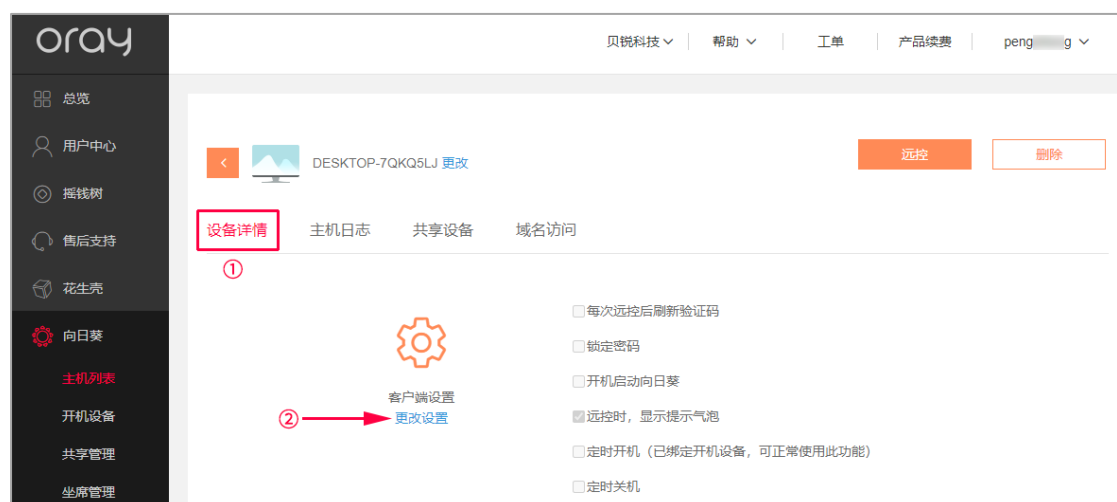 oray
贝锐科技 帮助 工单 产品续费 peng g
总览
用户中心
摇钱树
售后支持
花生壳
向日葵
主机列表
开机设备
共享管理
坐席管理
DESKTOP-7QKQ5LJ 更改
远控 删除
设备详情 主机日志 共享设备 域名访问
①
客户端设置
② 更改设置
每次远控后刷新验证码
锁定密码
开机启动向日葵
远控时，显示提示气泡
定时开机（已绑定开机设备，可正常使用此功能）
定时关机